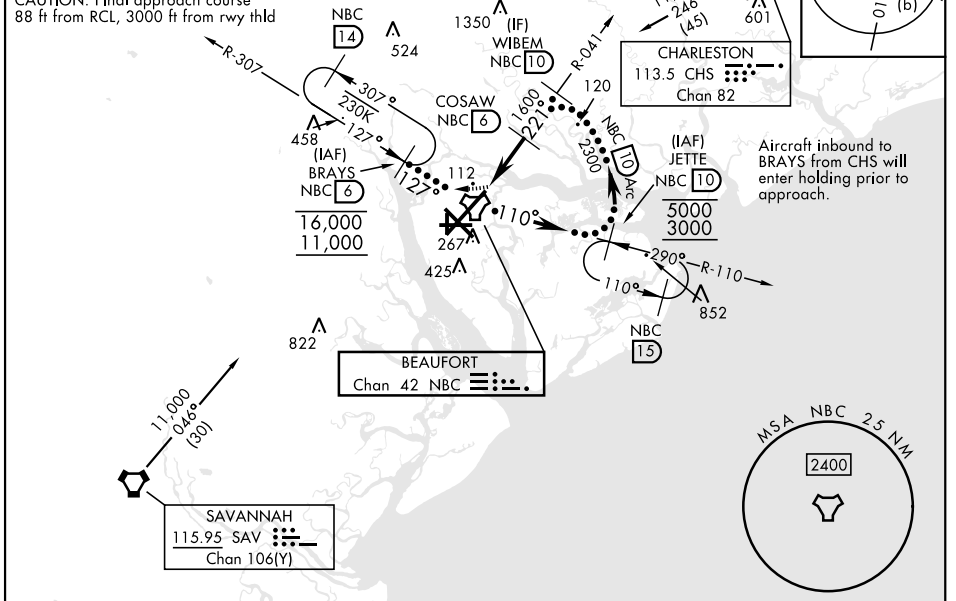 CAUTION: Final approach course
88 ft from RCL, 3000 ft from rwy thld
NBC
14
524
1350
(IF)
WIBEM
NBC 10
R-041
246°
(45)
601
(b)
CHARLESTON
113.5 CHS
Chan 82
R-307
307°
230K
127°
458
(IAF)
BRAYS
NBC 6
16,000
11,000
127°
112
COSAW
NBC 6
1600
221°
120
NBC 10 Arc
2300
(IAF)
JETTE
NBC 10
5000
3000
Aircraft inbound to
BRAYS from CHS will
enter holding prior to
approach.
110°
267
425
290°
R-110
110°
852
NBC
15
822
BEAUFORT
Chan 42 NBC
11,000
046°
(30)
SAVANNAH
115.95 SAV
Chan 106(Y)
MSA NBC 25 NM
2400